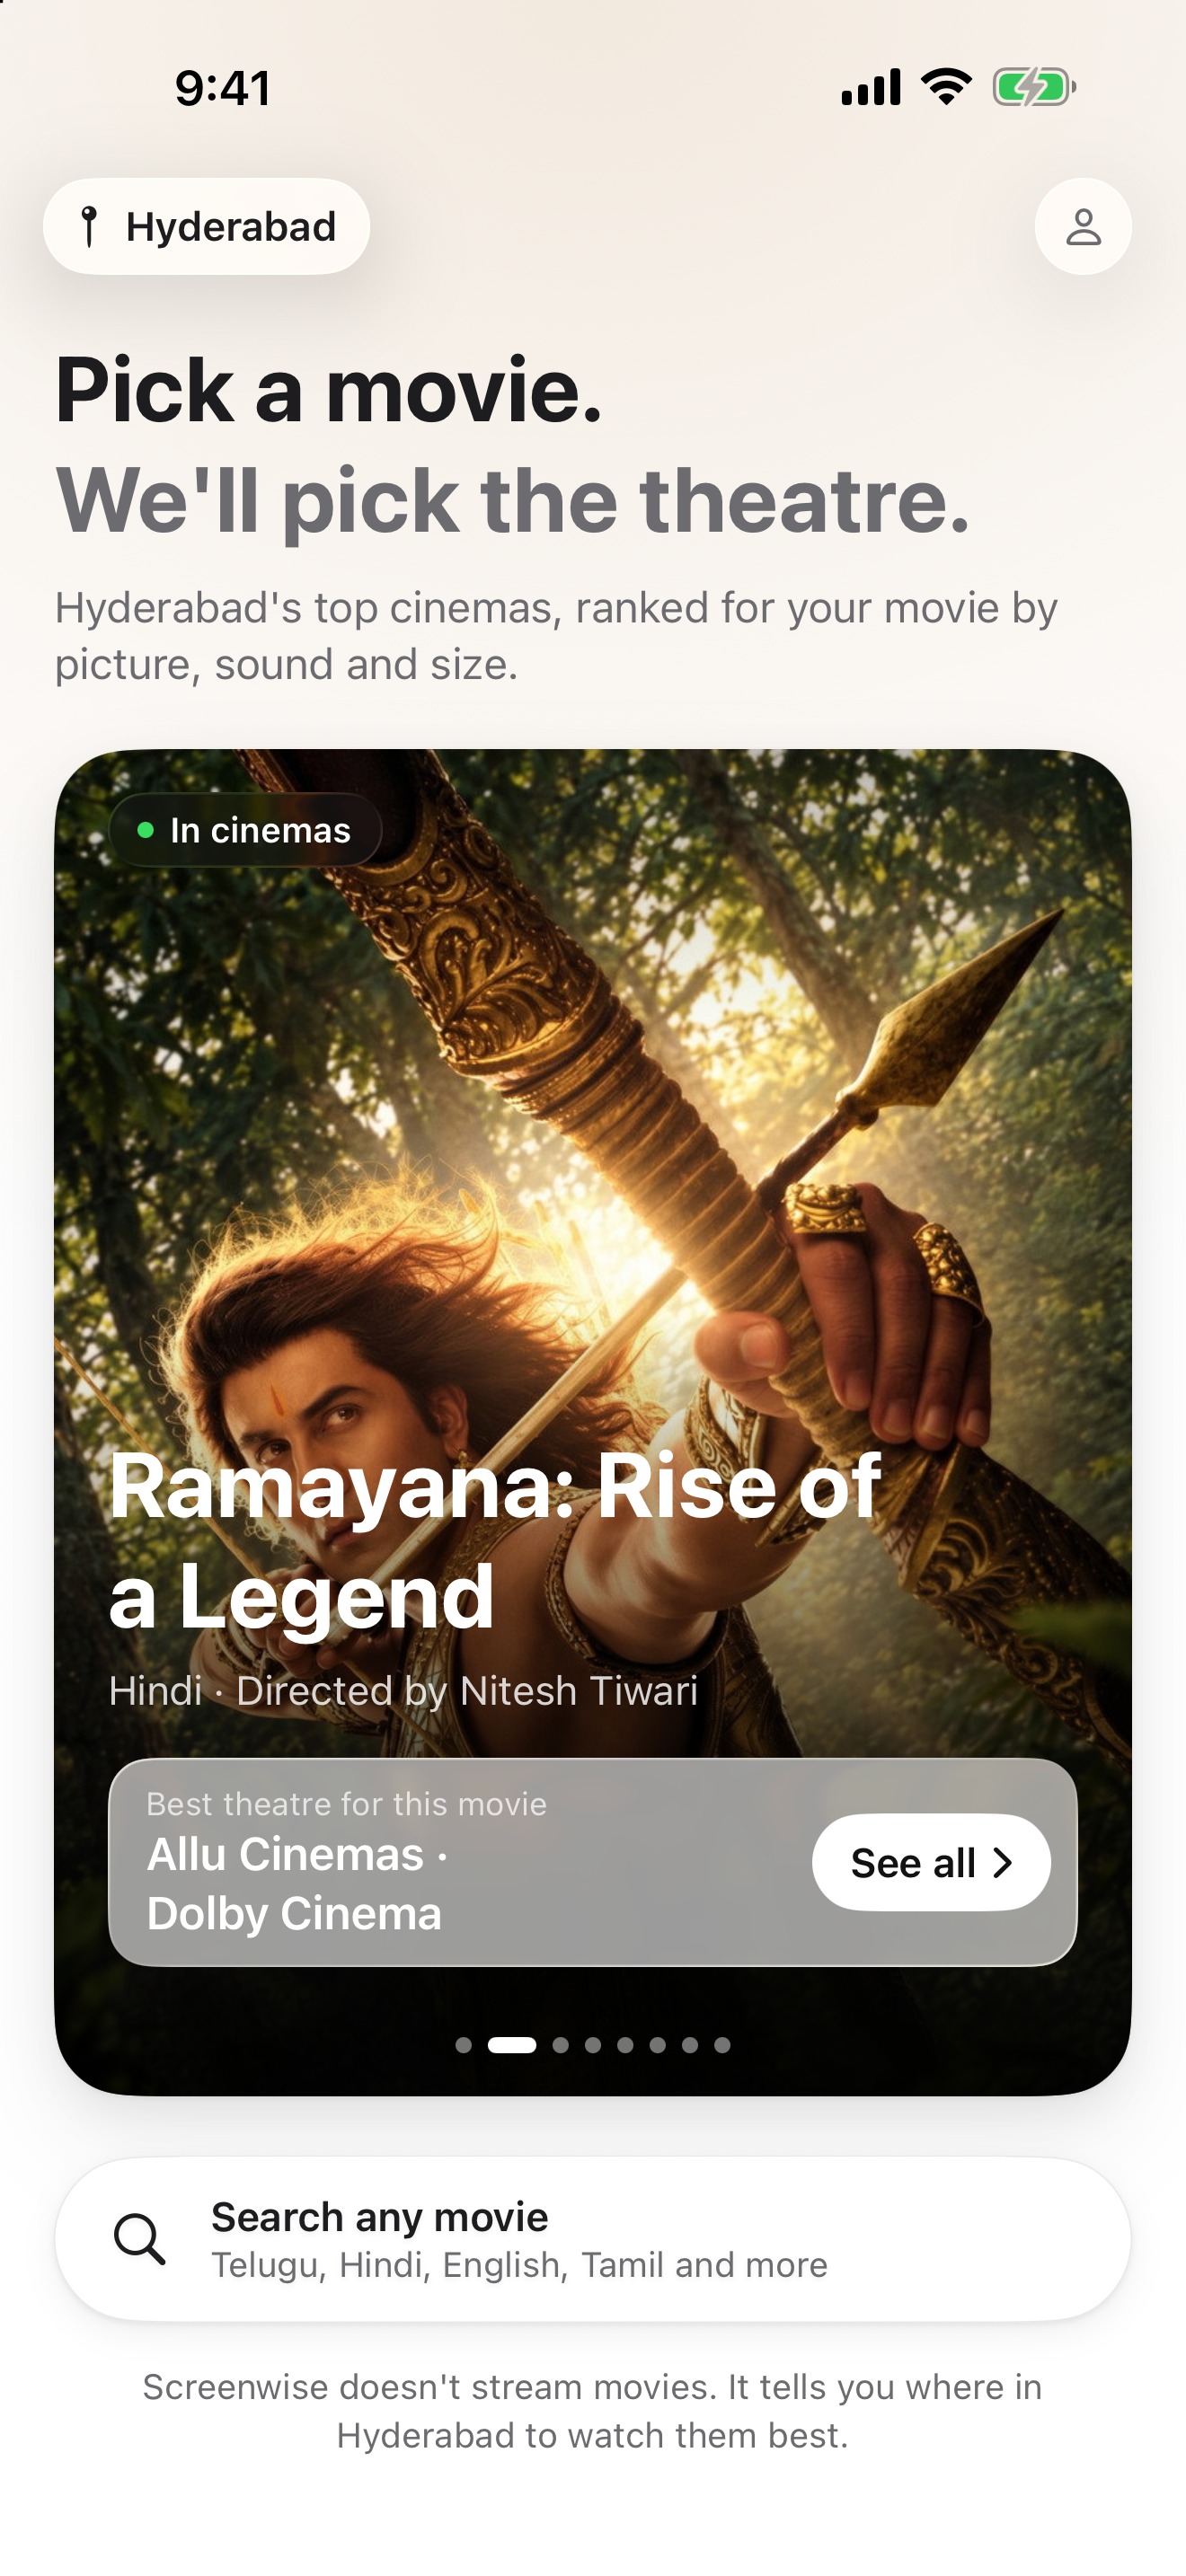 9:41
Hyderabad
Pick a movie.
We'll pick the theatre.
Hyderabad's top cinemas, ranked for your movie by
picture, sound and size.
In cinemas
Ramayana: Rise of
a Legend
Hindi · Directed by Nitesh Tiwari
Best theatre for this movie
Allu Cinemas ·
Dolby Cinema
See all
Search any movie
Telugu, Hindi, English, Tamil and more
Screenwise doesn't stream movies. It tells you where in
Hyderabad to watch them best.